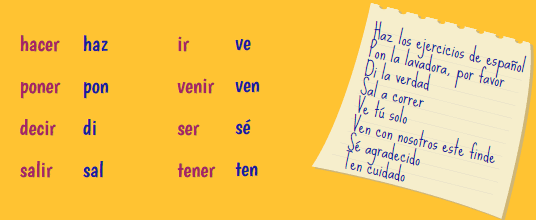 hacer haz ir ve
poner pon venir ven
decir di ser sé
salir sal tener ten
Haz los ejercicios de español
Pon la lavadora, por favor
Di la verdad
Sal a correr
Ve tú solo
Ven con nosotros este finde
Sé agradecido
Ten cuidado